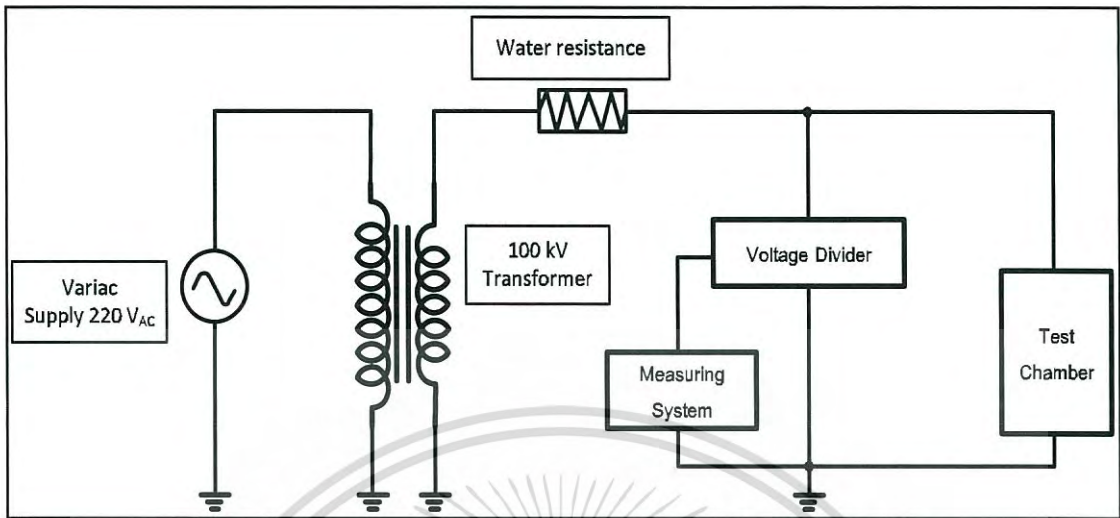 Water resistance
100 kV
Transformer
Variac
Supply 220 VAC
Voltage Divider
Measuring
System
Test
Chamber